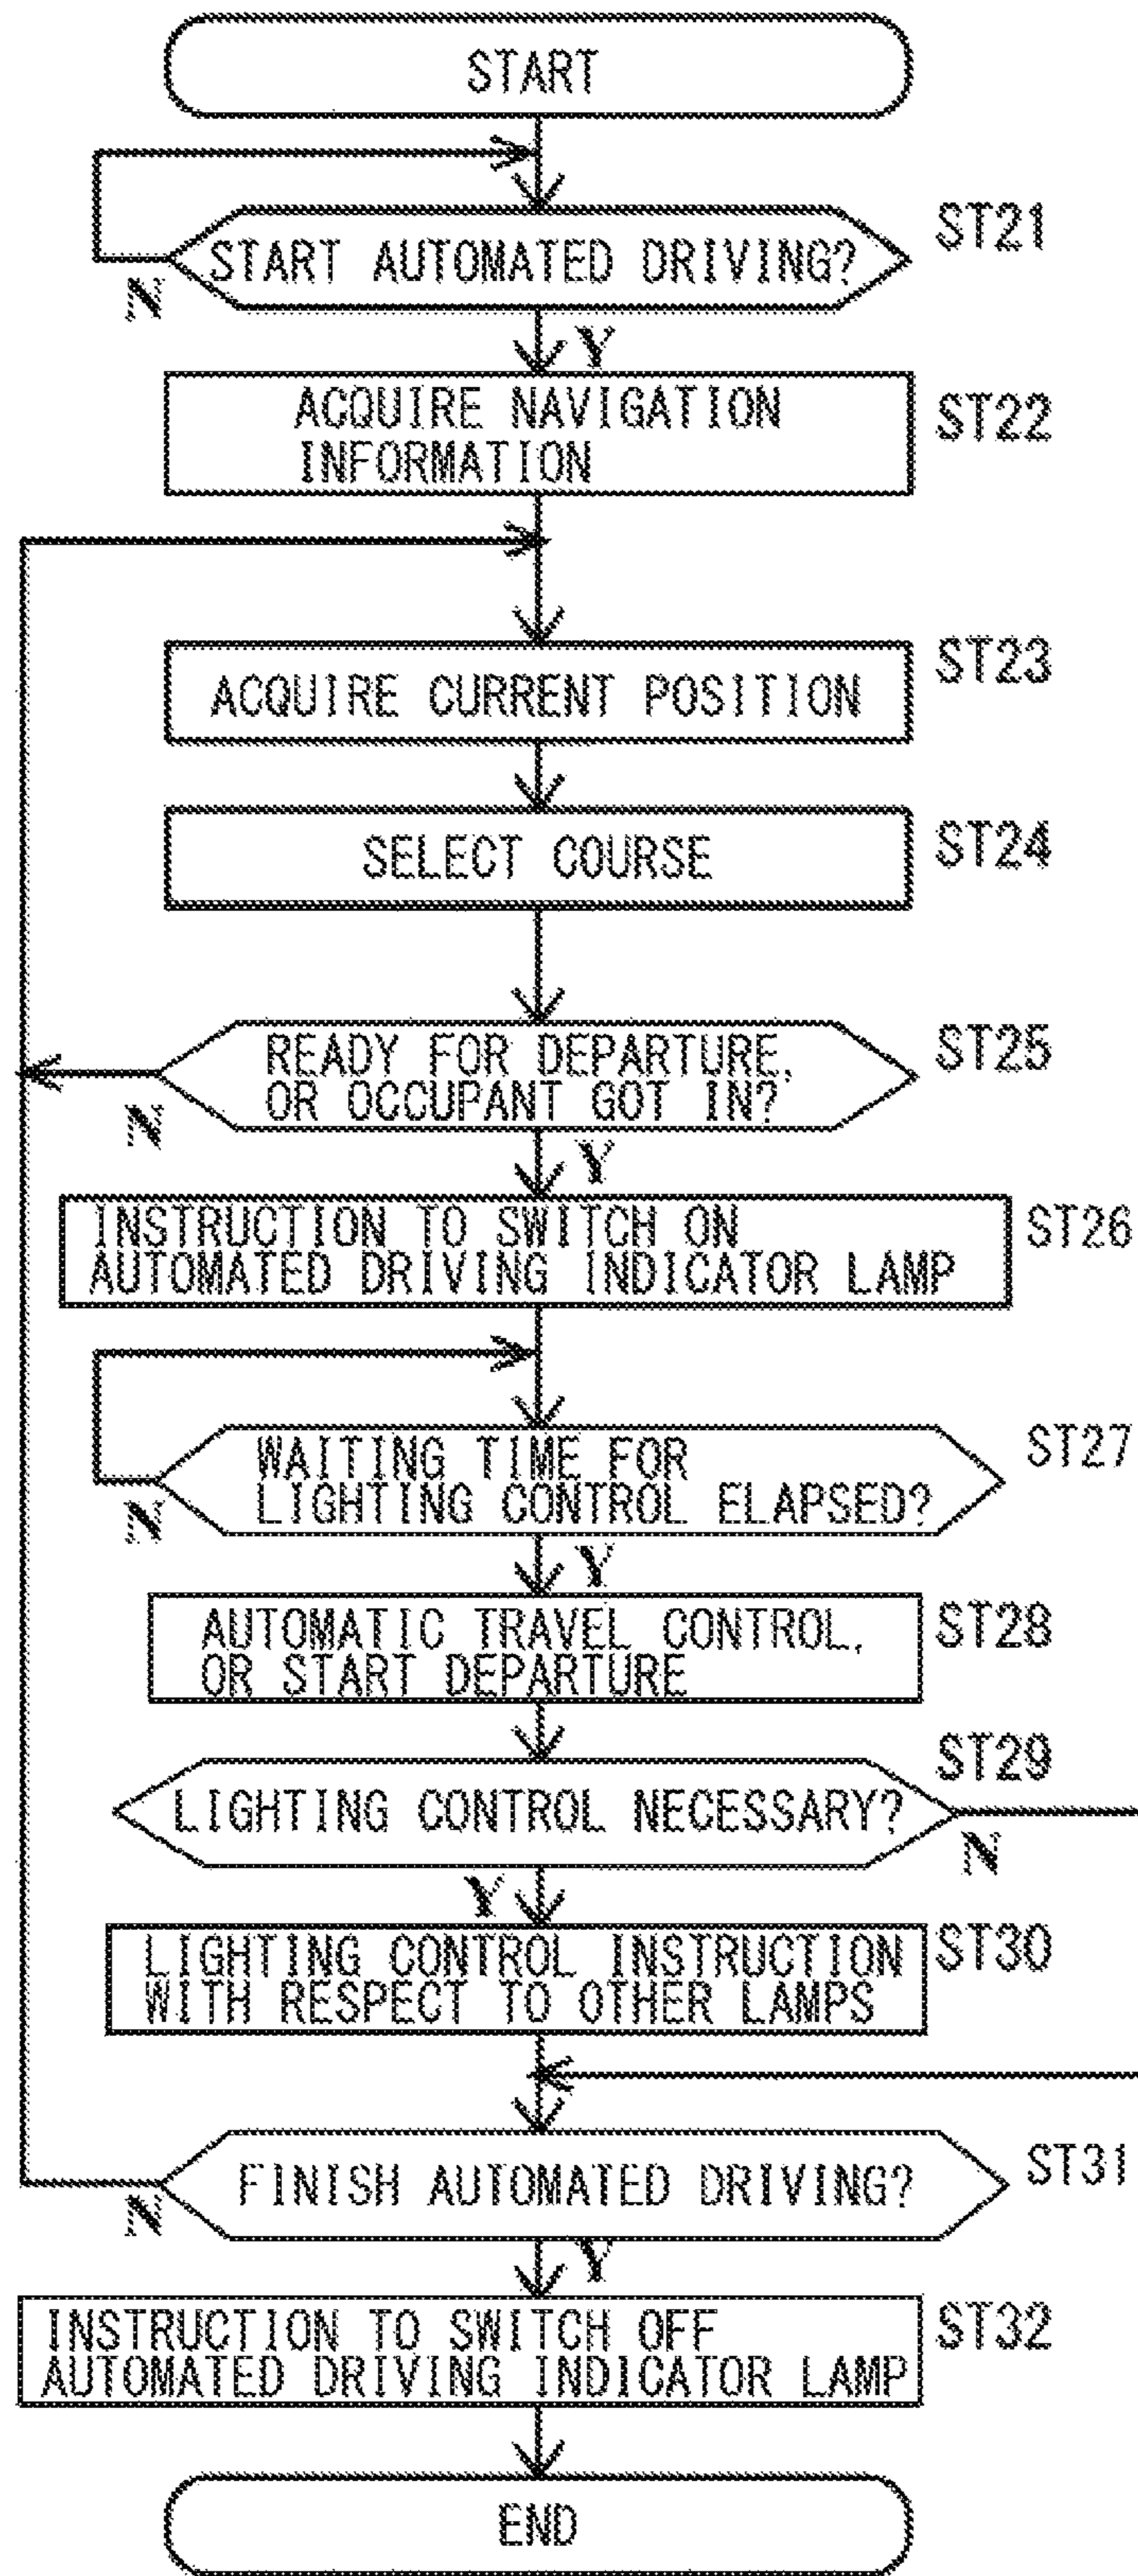 START
START AUTOMATED DRIVING?
ST21
N
Y
ACQUIRE NAVIGATION
INFORMATION
ST22
ACQUIRE CURRENT POSITION
ST23
SELECT COURSE
ST24
READY FOR DEPARTURE,
OR OCCUPANT GOT IN?
ST25
N
Y
INSTRUCTION TO SWITCH ON
AUTOMATED DRIVING INDICATOR LAMP
ST26
WAITING TIME FOR
LIGHTING CONTROL ELAPSED?
ST27
N
Y
AUTOMATIC TRAVEL CONTROL,
OR START DEPARTURE
ST28
LIGHTING CONTROL NECESSARY?
ST29
N
Y
LIGHTING CONTROL INSTRUCTION
WITH RESPECT TO OTHER LAMPS
ST30
FINISH AUTOMATED DRIVING?
ST31
N
Y
INSTRUCTION TO SWITCH OFF
AUTOMATED DRIVING INDICATOR LAMP
ST32
END